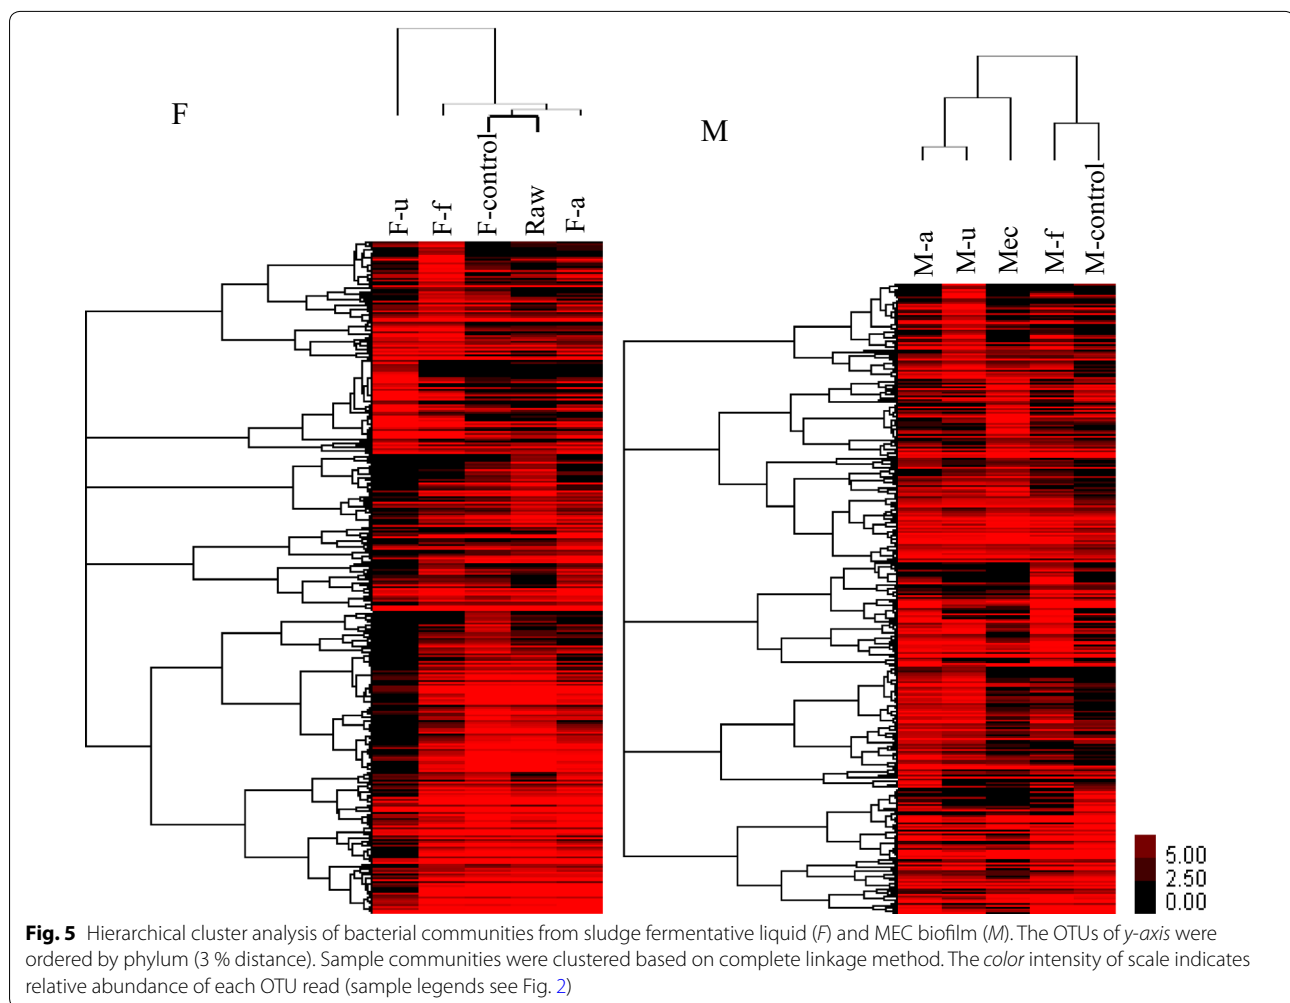 F
M
F-u
F-f
F-control
Raw
F-a
M-a
M-u
Mec
M-f
M-control
5.00
2.50
0.00
Fig. 5 Hierarchical cluster analysis of bacterial communities from sludge fermentative liquid (F) and MEC biofilm (M). The OTUs of y-axis were
ordered by phylum (3 % distance). Sample communities were clustered based on complete linkage method. The color intensity of scale indicates
relative abundance of each OTU read (sample legends see Fig. 2)